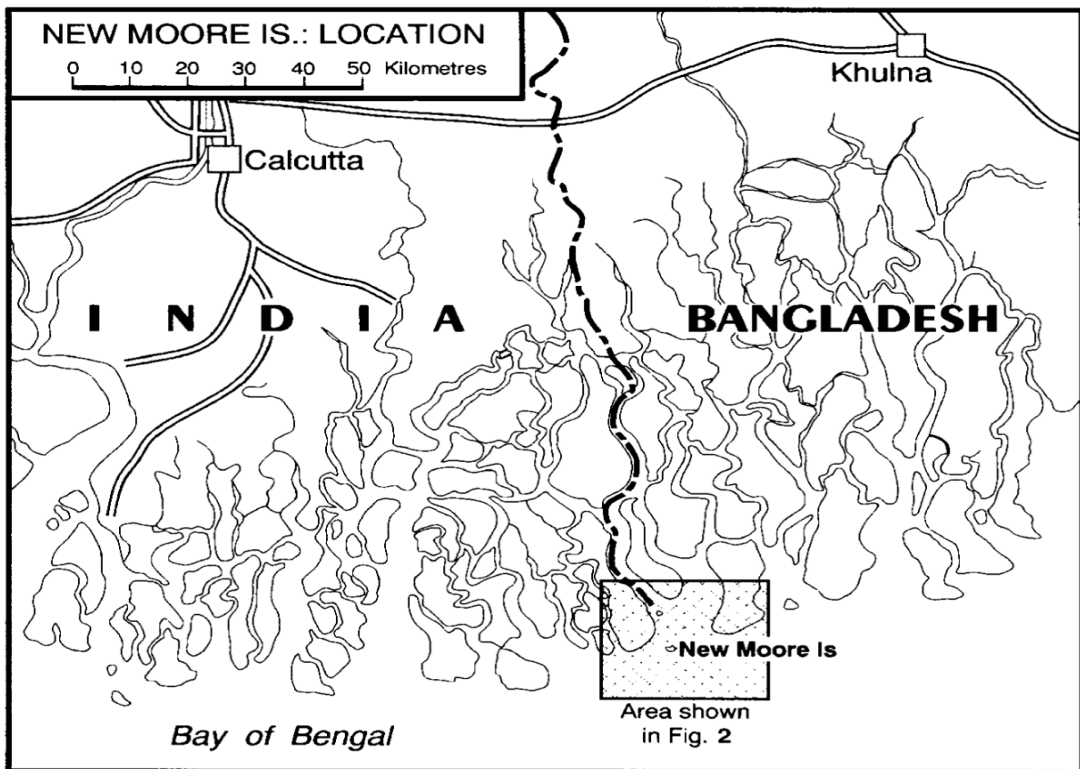 NEW MOORE IS.: LOCATION
0 10 20 30 40 50 Kilometres
Khulna
Calcutta
INDIA
BANGLADESH
New Moore Is
Area shown
in Fig. 2
Bay of Bengal